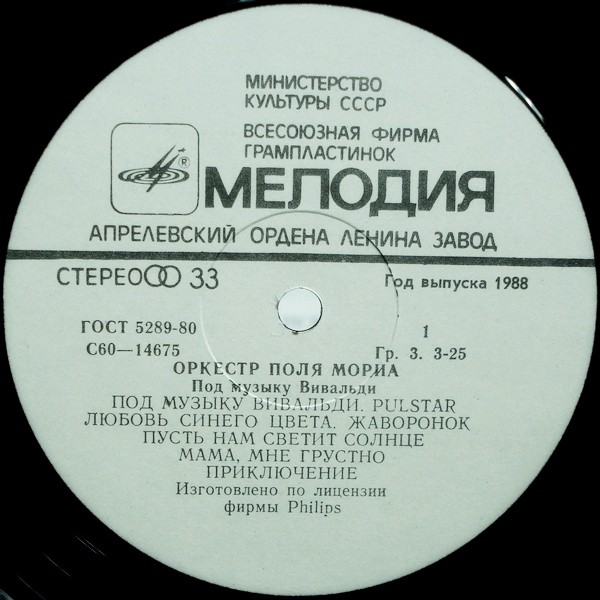 МИНИСТЕРСТВО
КУЛЬТУРЫ СССР
ВСЕСОЮЗНАЯ ФИРМА
ГРАМПЛАСТИНОК
®
МЕЛОДИЯ
АПРЕЛЕВСКИЙ ОРДЕНА ЛЕНИНА ЗАВОД
СТЕРЕО 33
Год выпуска 1988
ГОСТ 5289-80
1
С60—14675
Гр. 3. 3-25
ОРКЕСТР ПОЛЯ МОРИА
Под музыку Вивальди
ПОД МУЗЫКУ ВИВАЛЬДИ. PULSTAR
ЛЮБОВЬ СИНЕГО ЦВЕТА. ЖАВОРОНОК
ПУСТЬ НАМ СВЕТИТ СОЛНЦЕ
МАМА, МНЕ ГРУСТНО
ПРИКЛЮЧЕНИЕ
Изготовлено по лицензии
фирмы Philips